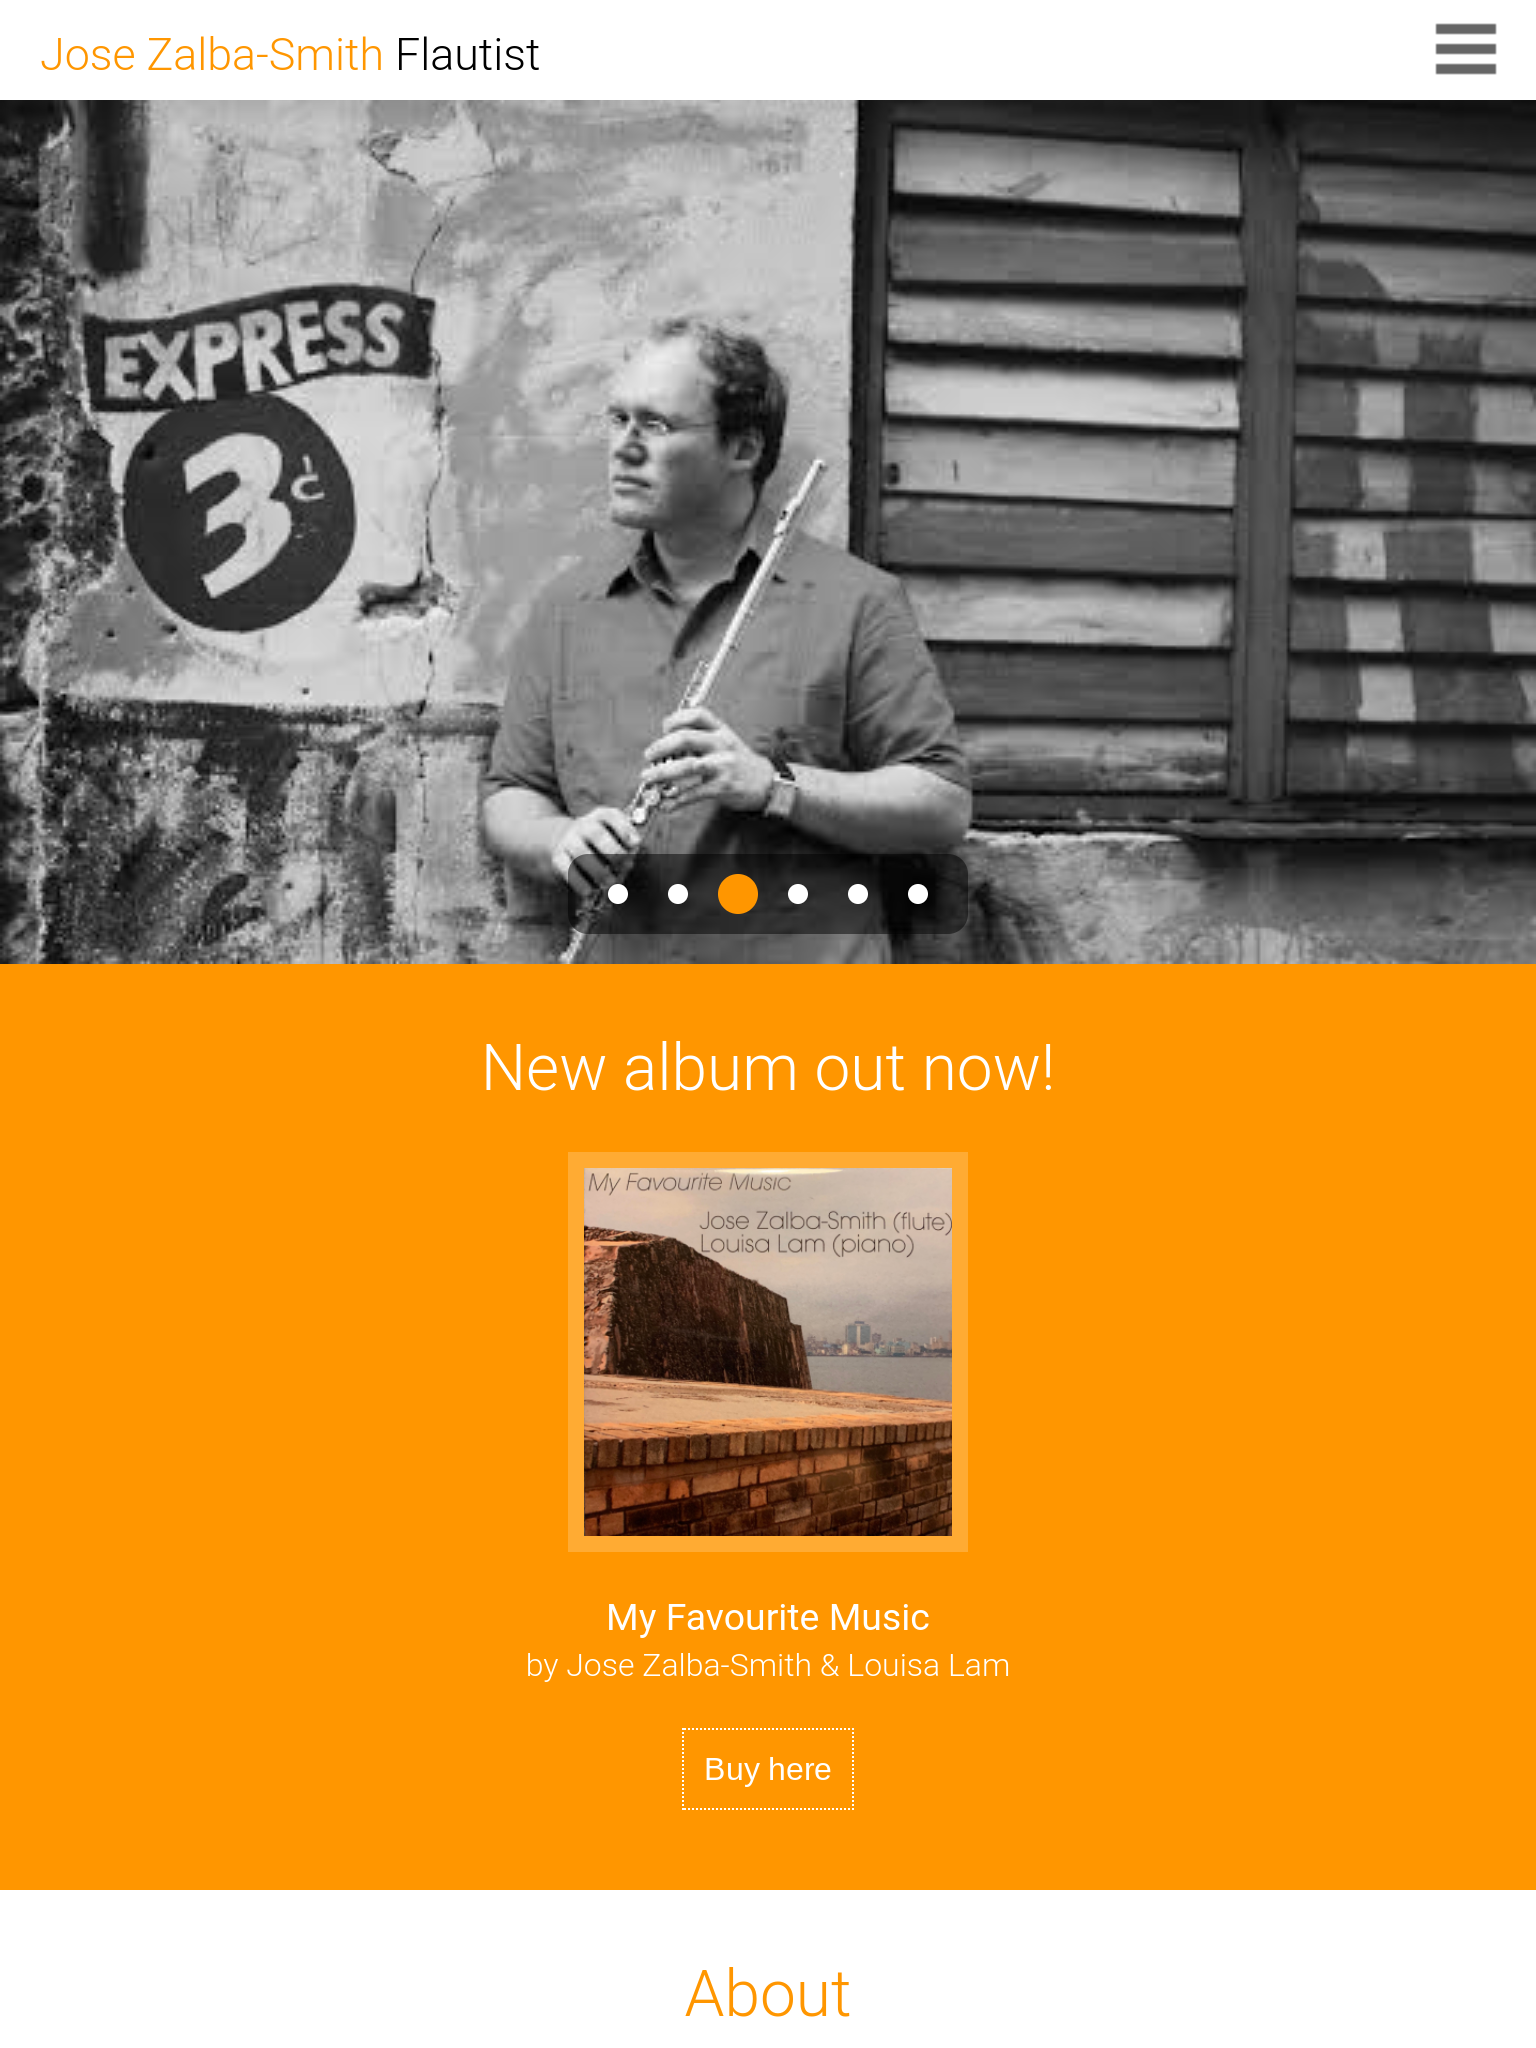 Jose Zalba-Smith Flautist
EXPRESS
3
1
C
New album out now!
My Favourite Music
Jose Zalba-Smith (flute)
Louisa Lam (piano)
My Favourite Music
by Jose Zalba-Smith & Louisa Lam
Buy here
About